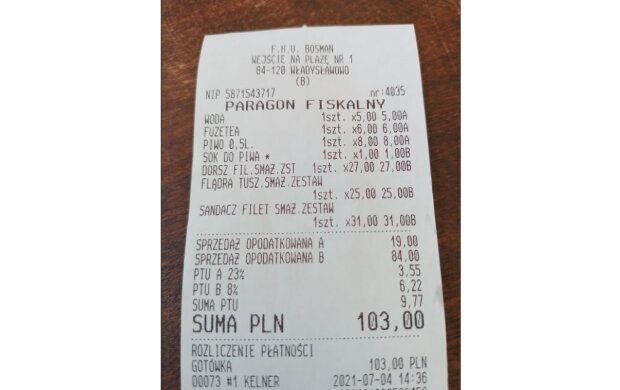 F.H.U. BOSMAN
WEJŚCIE NA PLAŻĘ NR 1
84-120 WŁADYSŁAWOWO
(B)
NIP 5871543717 nr:4035
PARAGON FISKALNY
WODA 1szt. x5,00 5,00A
FUZETEA 1szt. x6,00 6,00A
PIWO 0,5L. 1szt. x8,00 8,00A
SOK DO PIWA * 1szt. x1,00 1,00B
DORSZ FIL.SMAŻ.ZST 1szt. x27,00 27,00B
FLĄDRA TUSZ.SMAŻ.ZESTAW
1szt. x25,00 25,00B
SANDACZ FILET SMAŻ.ZESTAW
1szt. x31,00 31,00B
SPRZEDAŻ OPODATKOWANA A 19,00
SPRZEDAŻ OPODATKOWANA B 84,00
PTU A 23% 3,55
PTU B 8% 6,22
SUMA PTU 9,77
SUMA PLN 103,00
ROZLICZENIE PŁATNOŚCI
GOTÓWKA 103,00 PLN
00073 #1 KELNER 2021-07-04 14:36